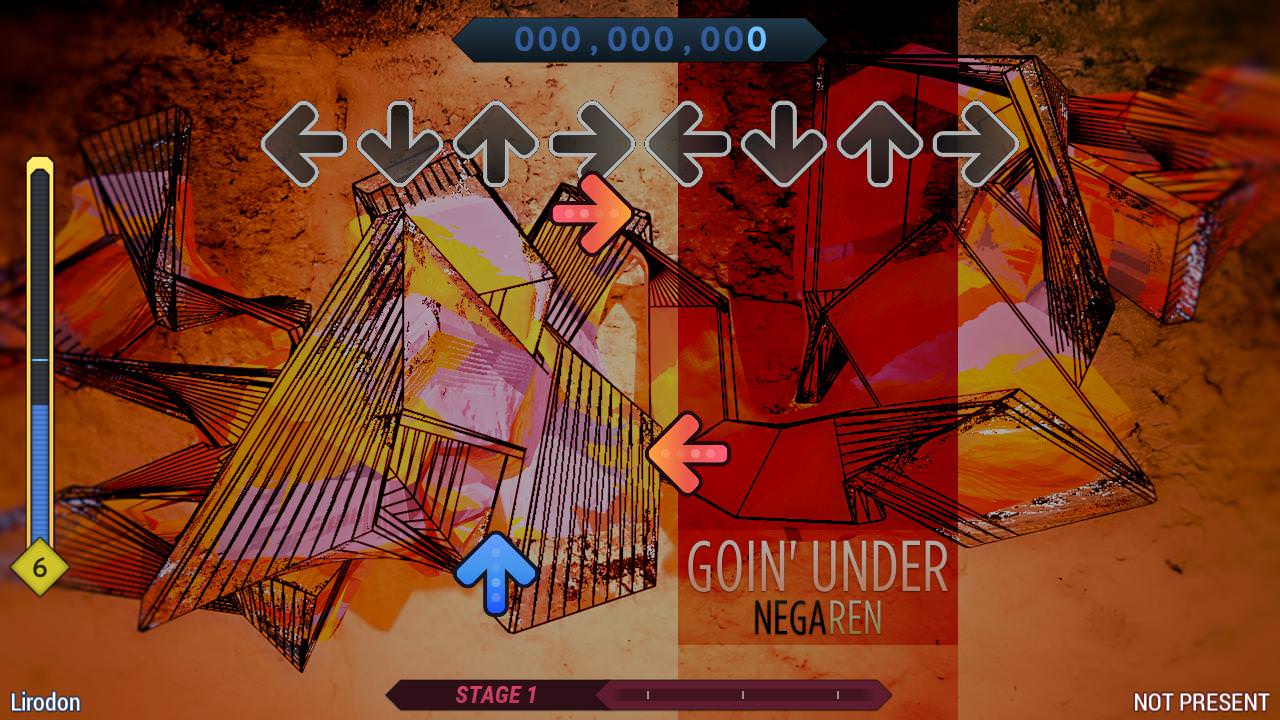 000,000,000
GOIN' UNDER
NEGAREN
6
STAGE 1
Lirodon
NOT PRESENT